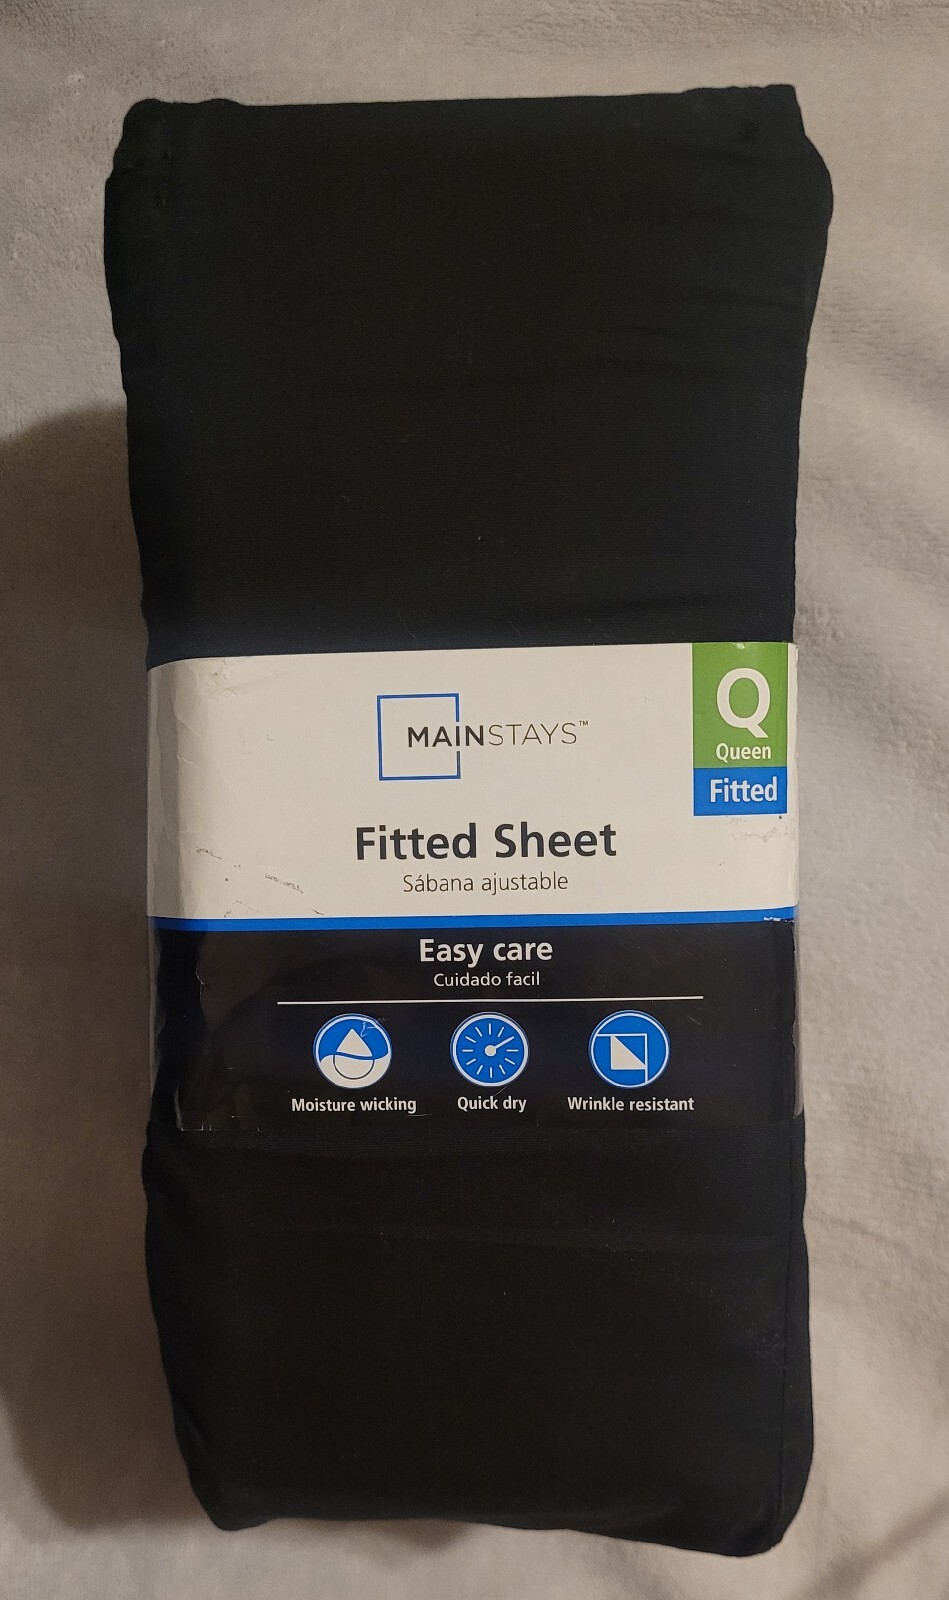 MAINSTAYS™
Q
Queen
Fitted
Fitted Sheet
Sábana ajustable
Easy care
Cuidado facil
Moisture wicking
Quick dry
Wrinkle resistant